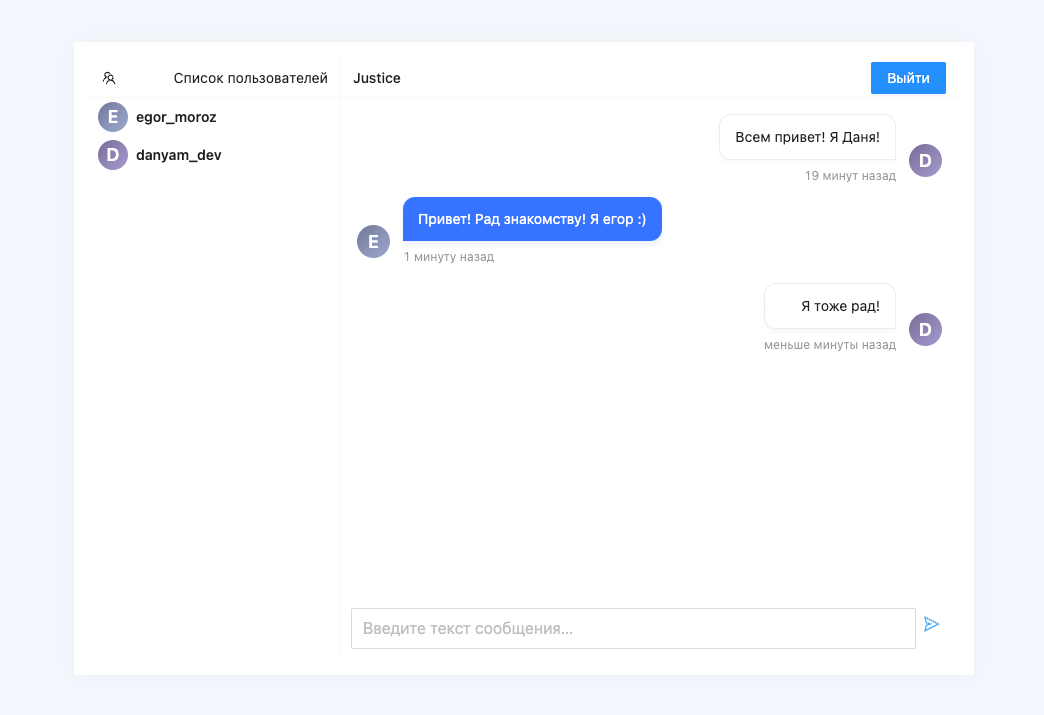 Список пользователей
Justice
Выйти
E
egor_moroz
D
danyam_dev
Всем привет! Я Даня!
D
19 минут назад
Привет! Рад знакомству! Я егор :)
E
1 минуту назад
Я тоже рад!
D
меньше минуты назад
Введите текст сообщения...